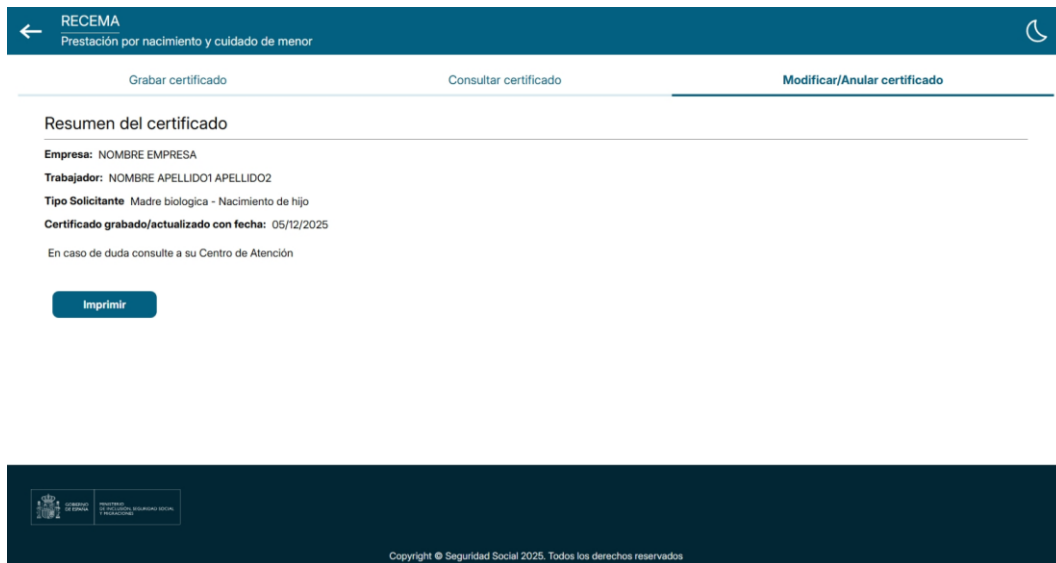 RECEMA
Prestación por nacimiento y cuidado de menor
Grabar certificado
Consultar certificado
Modificar/Anular certificado
Resumen del certificado
Empresa: NOMBRE EMPRESA
Trabajador: NOMBRE APELLIDO1 APELLIDO2
Tipo Solicitante Madre biologica - Nacimiento de hijo
Certificado grabado/actualizado con fecha: 05/12/2025
En caso de duda consulte a su Centro de Atención
Imprimir
GOBIERNO
DE ESPAÑA
MINISTERIO
DE INCLUSIÓN, SEGURIDAD SOCIAL
Y MIGRACIONES
Copyright © Seguridad Social 2025. Todos los derechos reservados